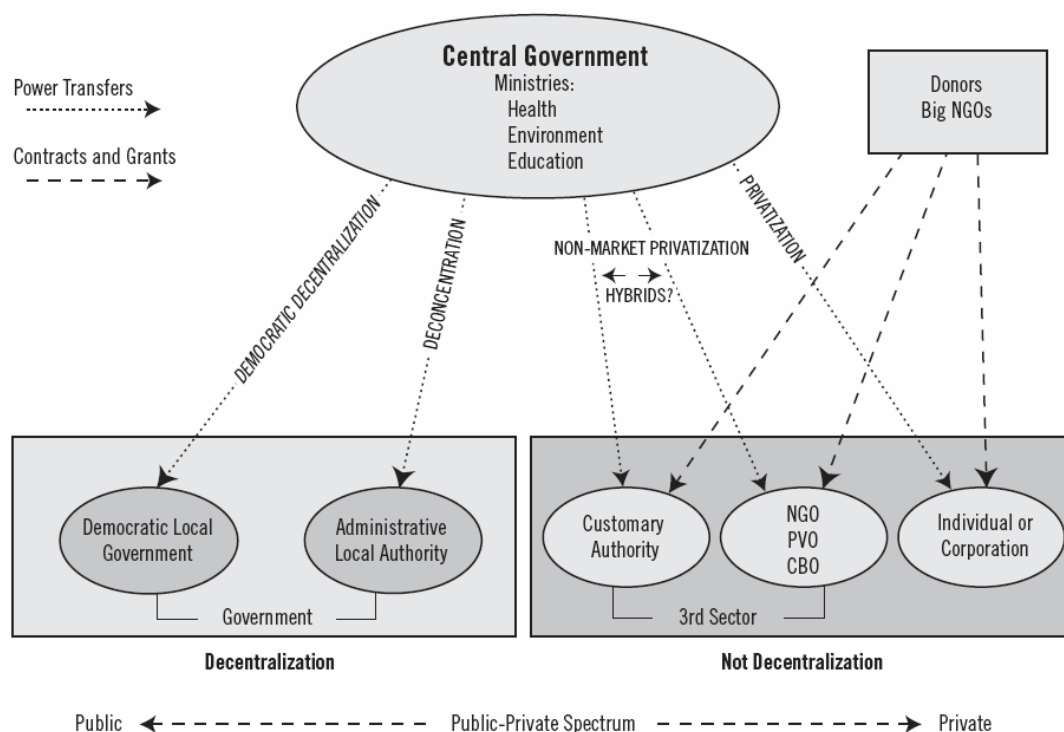 Central Government
Ministries:
Health
Environment
Education
Donors
Big NGOs
Power Transfers
Contracts and Grants
DEMOCRATIC DECENTRALIZATION
DECONCENTRATION
NON-MARKET PRIVATIZATION
HYBRIDS?
PRIVATIZATION
Democratic Local
Government
Administrative
Local Authority
Customary
Authority
NGO
PVO
CBO
Individual or
Corporation
Government
3rd Sector
Decentralization
Not Decentralization
Public
Public-Private Spectrum
Private